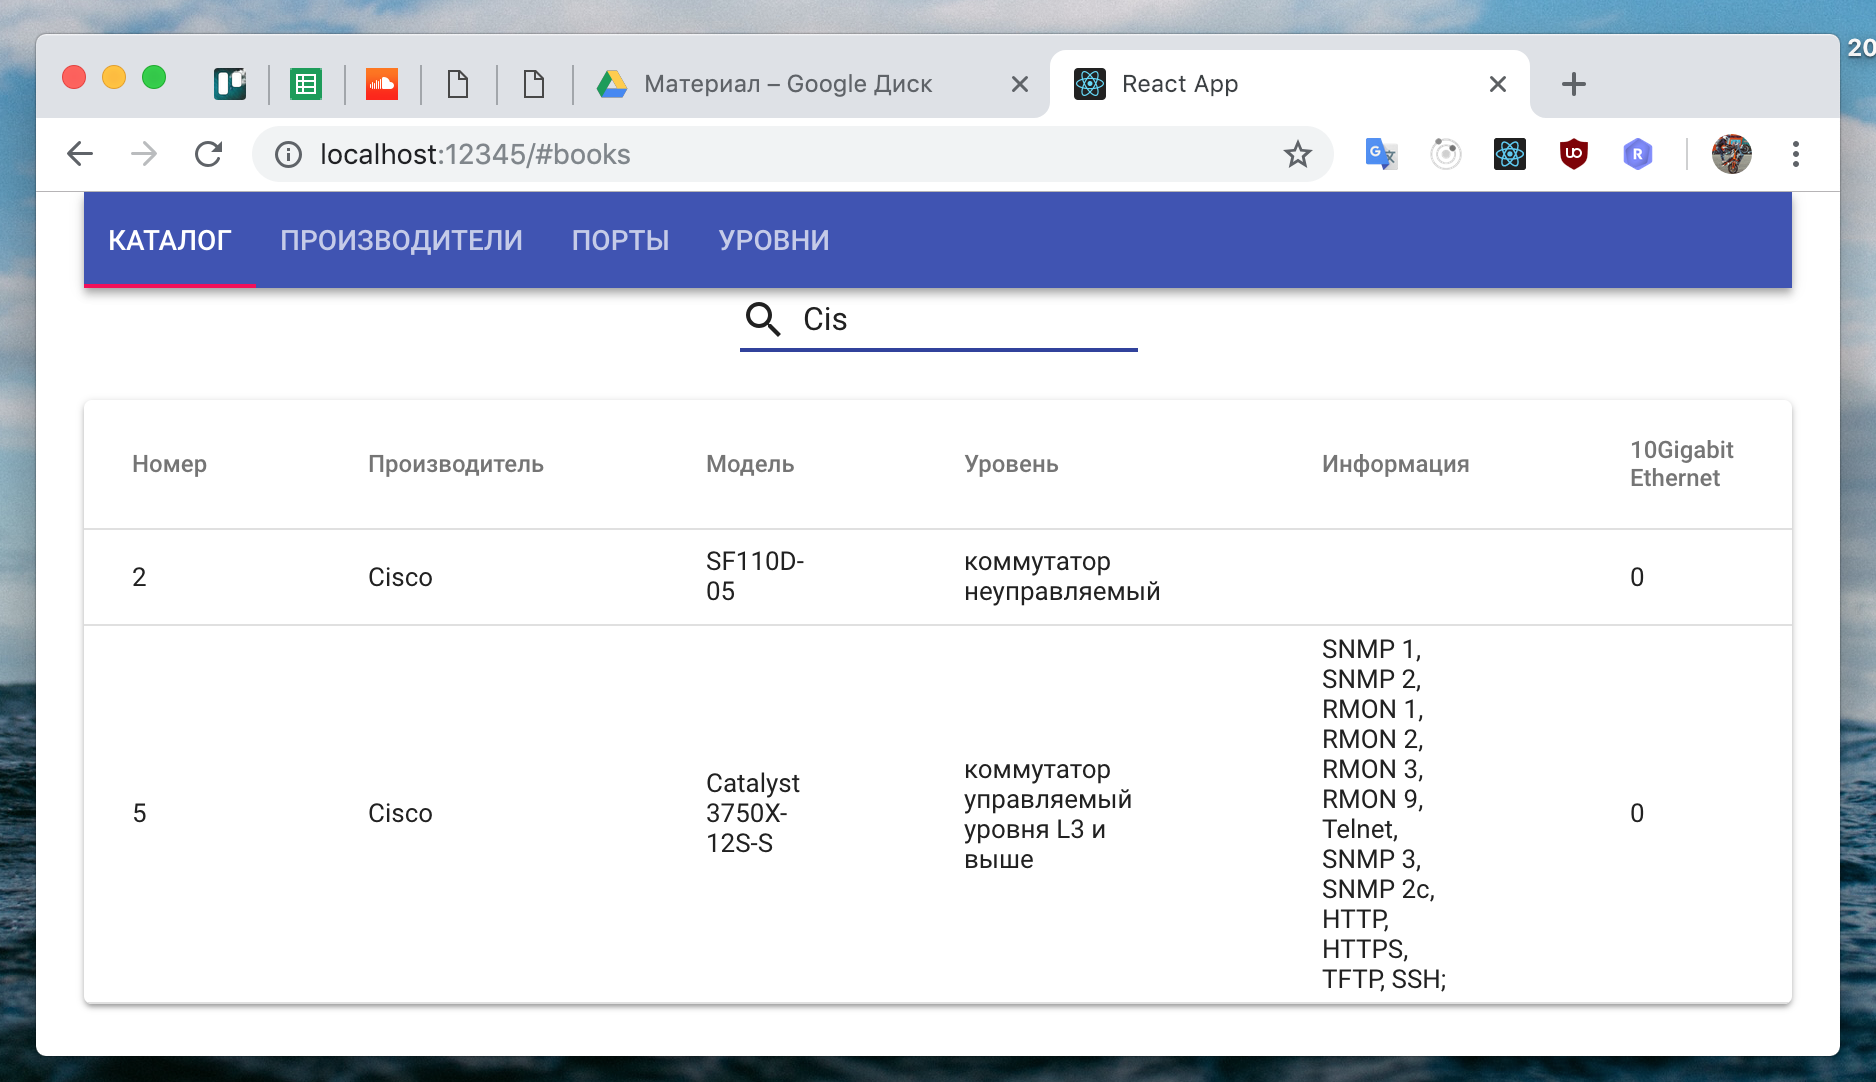 20
Материал – Google Диск
React App
localhost:12345/#books
КАТАЛОГ ПРОИЗВОДИТЕЛИ ПОРТЫ УРОВНИ
Cis
Номер Производитель Модель Уровень Информация 10Gigabit
Ethernet
2 Cisco SF110D-
05
коммутатор
неуправляемый
0
5 Cisco Catalyst
3750X-
12S-S
коммутатор
управляемый
уровня L3 и
выше
SNMP 1,
SNMP 2,
RMON 1,
RMON 2,
RMON 3,
RMON 9,
Telnet,
SNMP 3,
SNMP 2c,
HTTP,
HTTPS,
TFTP, SSH;
0